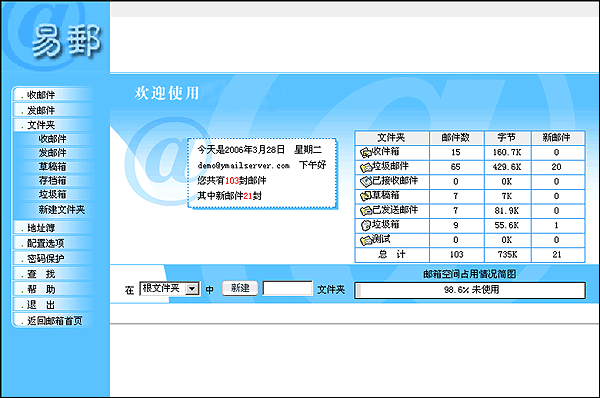 易郵
收邮件
发邮件
文件夹
收邮件
发邮件
草稿箱
存档箱
垃圾箱
新建文件夹
地址簿
配置选项
密码保护
查 找
帮 助
退 出
返回邮箱首页
欢迎使用
今天是2006年3月28日 星期二
demo@ymailserver.com 下午好
您共有103封邮件
其中新邮件21封
文件夹 邮件数 字节 新邮件
收件箱 15 160.7K 0
垃圾邮件 65 429.6K 20
已接收邮件 0 0K 0
草稿箱 7 7K 0
已发送邮件 7 81.9K 0
垃圾箱 9 55.6K 1
测试 0 0K 0
总 计 103 735K 21
邮箱空间占用情况简图
98.6% 未使用
在 根文件夹 中 新建 文件夹